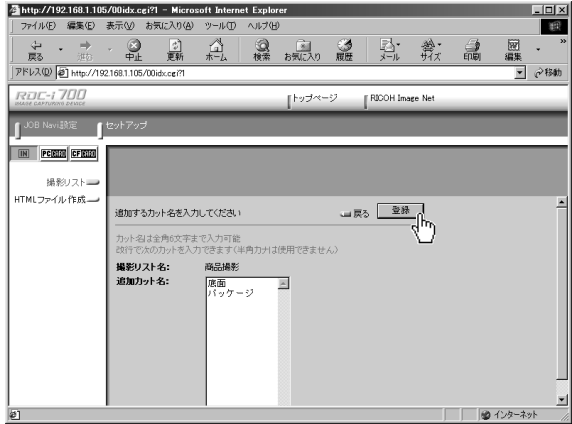 http://192.168.1.105/00idx.cgi?1 - Microsoft Internet Explorer
ファイル(F) 編集(E) 表示(V) お気に入り(A) ツール(T) ヘルプ(H)
戻る 進む 中止 更新 ホーム 検索 お気に入り 履歴 メール サイズ 印刷 編集 »
アドレス(D) http://192.168.1.105/00idx.cgi?1 移動
RDC-i 700
IMAGE CAPTURING DEVICE
トップページ RICOH Image Net
JOB Navi設定 セットアップ
IN PC CARD CF CARD
撮影リスト
HTMLファイル作成
追加するカット名を入力してください 戻る 登録
カット名は全角6文字まで入力可能
改行で次のカットを入力できます(半角カナは使用できません)
撮影リスト名: 商品撮影
追加カット名: 底面
パッケージ
インターネット